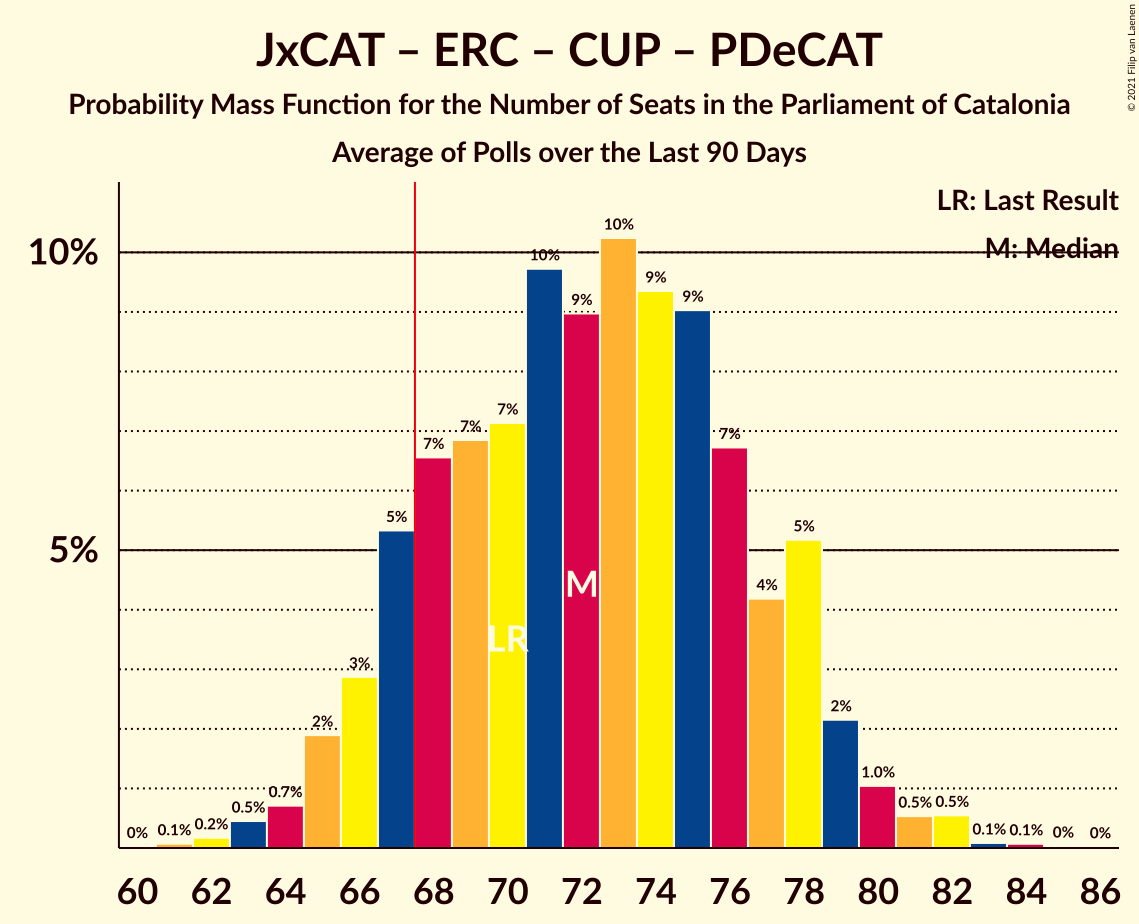 JxCAT – ERC – CUP – PDeCAT
Probability Mass Function for the Number of Seats in the Parliament of Catalonia
Average of Polls over the Last 90 Days
© 2021 Filip van Laenen
LR: Last Result
M: Median
10%
5%
0% 0.1% 0.2% 0.5% 0.7% 2% 3% 5% 7% 7% 7% 10% 9% 10% 9% 9% 7% 4% 5% 2% 1.0% 0.5% 0.5% 0.1% 0.1% 0% 0%
M
LR
60 62 64 66 68 70 72 74 76 78 80 82 84 86